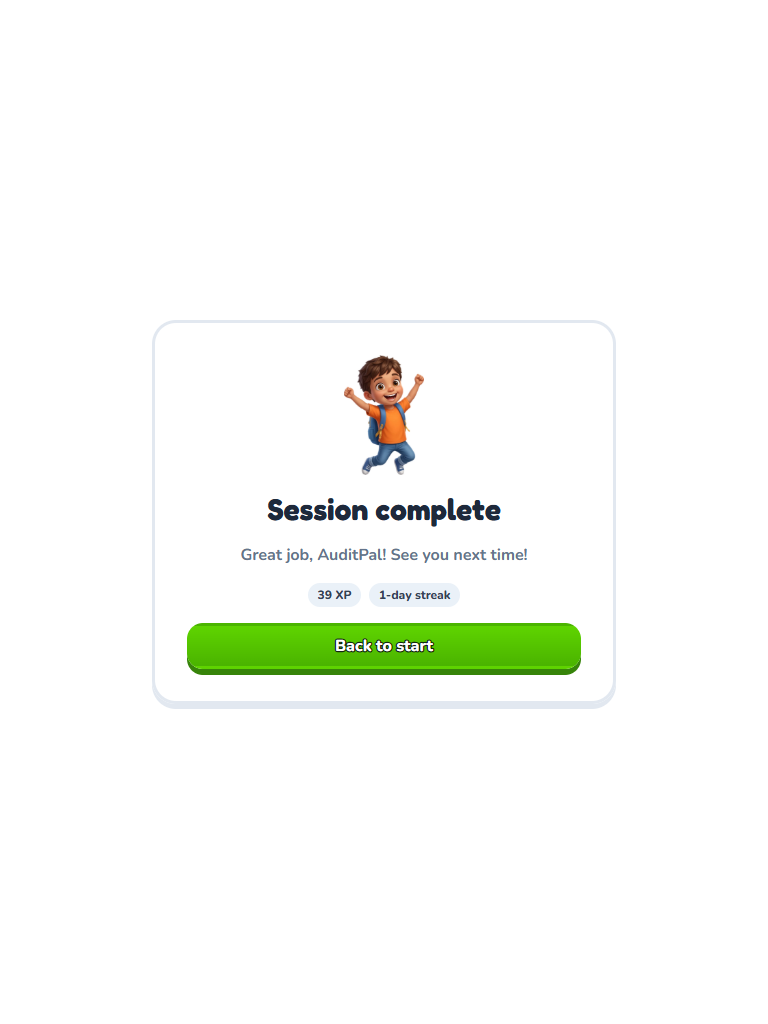 Session complete
Great job, AuditPal! See you next time!
39 XP
1-day streak
Back to start